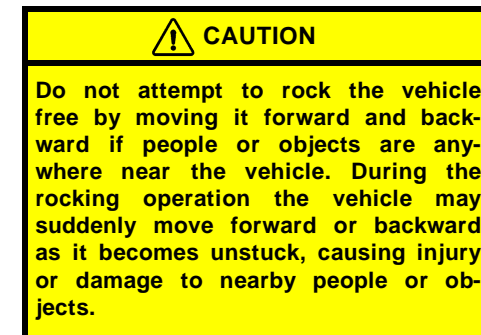 CAUTION
Do not attempt to rock the vehicle
free by moving it forward and back-
ward if people or objects are any-
where near the vehicle. During the
rocking operation the vehicle may
suddenly move forward or backward
as it becomes unstuck, causing injury
or damage to nearby people or ob-
jects.